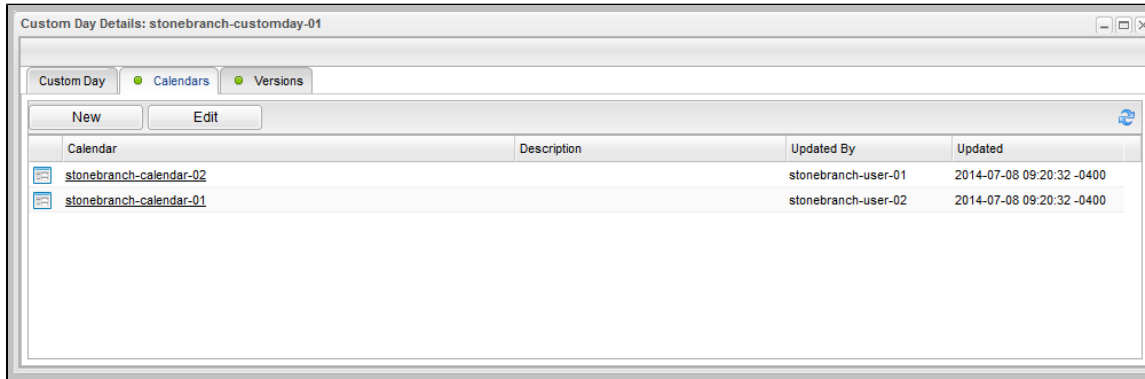 Custom Day Details: stonebranch-customday-01
Custom Day Calendars Versions
New Edit
Calendar Description Updated By Updated
stonebranch-calendar-02 stonebranch-user-01 2014-07-08 09:20:32 -0400
stonebranch-calendar-01 stonebranch-user-02 2014-07-08 09:20:32 -0400